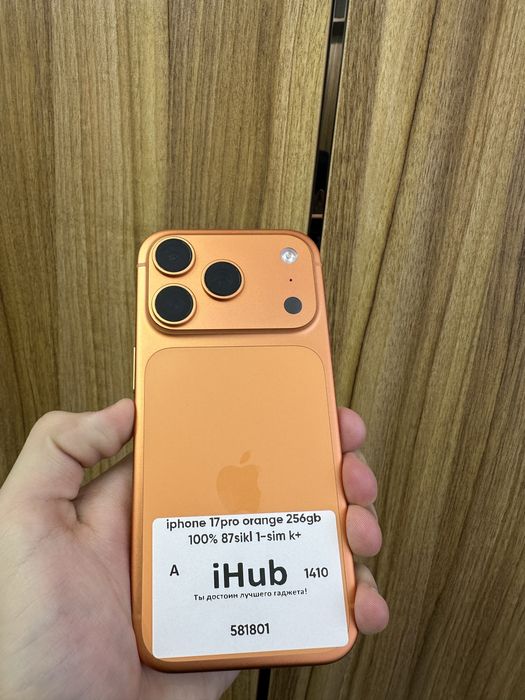 iphone 17pro orange 256gb
100% 87sikl 1-sim k+
A iHub 1410
Ты достоин лучшего гаджета!
581801